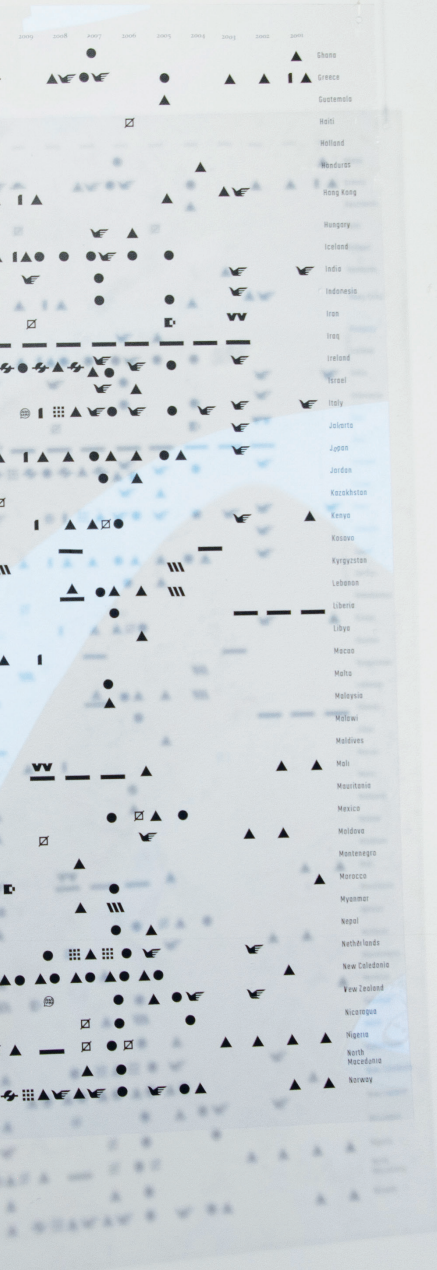 Ghana
Greece
Guatemala
Haiti
Holland
Honduras
Hong Kong
Hungary
Iceland
India
Indonesia
Iran
Iraq
Ireland
Israel
Italy
Jakarta
Japan
Jordan
Kazakhstan
Kenya
Kosovo
Kyrgyzstan
Lebanon
Liberia
Libya
Macao
Malta
Malaysia
Malawi
Maldives
Mali
Mauritania
Mexico
Moldova
Montenegro
Morocco
Myanmar
Nepal
Netherlands
New Caledonia
New Zealand
Nicaragua
Nigeria
North
Macedonia
Norway